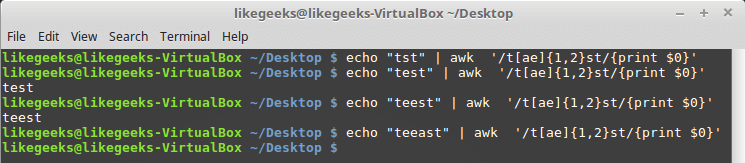 likegeeks@likegeeks-VirtualBox ~/Desktop
File Edit View Search Terminal Help
likegeeks@likegeeks-VirtualBox ~/Desktop $ echo "tst" | awk  '/t[ae]{1,2}st/{print $0}'
likegeeks@likegeeks-VirtualBox ~/Desktop $ echo "test" | awk  '/t[ae]{1,2}st/{print $0}'
test
likegeeks@likegeeks-VirtualBox ~/Desktop $ echo "teest" | awk  '/t[ae]{1,2}st/{print $0}'
teest
likegeeks@likegeeks-VirtualBox ~/Desktop $ echo "teeast" | awk  '/t[ae]{1,2}st/{print $0}'
likegeeks@likegeeks-VirtualBox ~/Desktop $